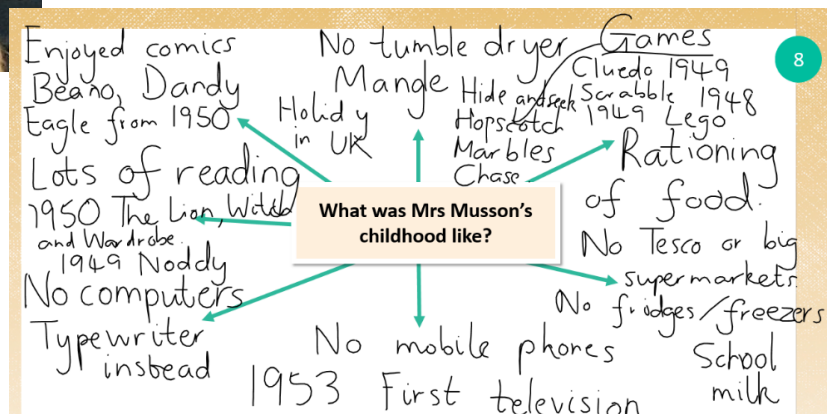 Enjoyed comics
Beano, Dandy
Eagle from 1950
Lots of reading
1950 The Lion, Witch
and Wardrobe.
1949 Noddy
No computers
Typewriter
instead
No tumble dryer
Mangle
Holidy
in UK
Games
Cluedo 1949
Scrabble 1948
1949 Lego
Hide and seek
Hopscotch
Marbles
Chase
8
What was Mrs Musson's
childhood like?
Rationing
of food.
No Tesco or big
supermarkets.
No fridges/freezers
No mobile phones
1953 First television
School
milk